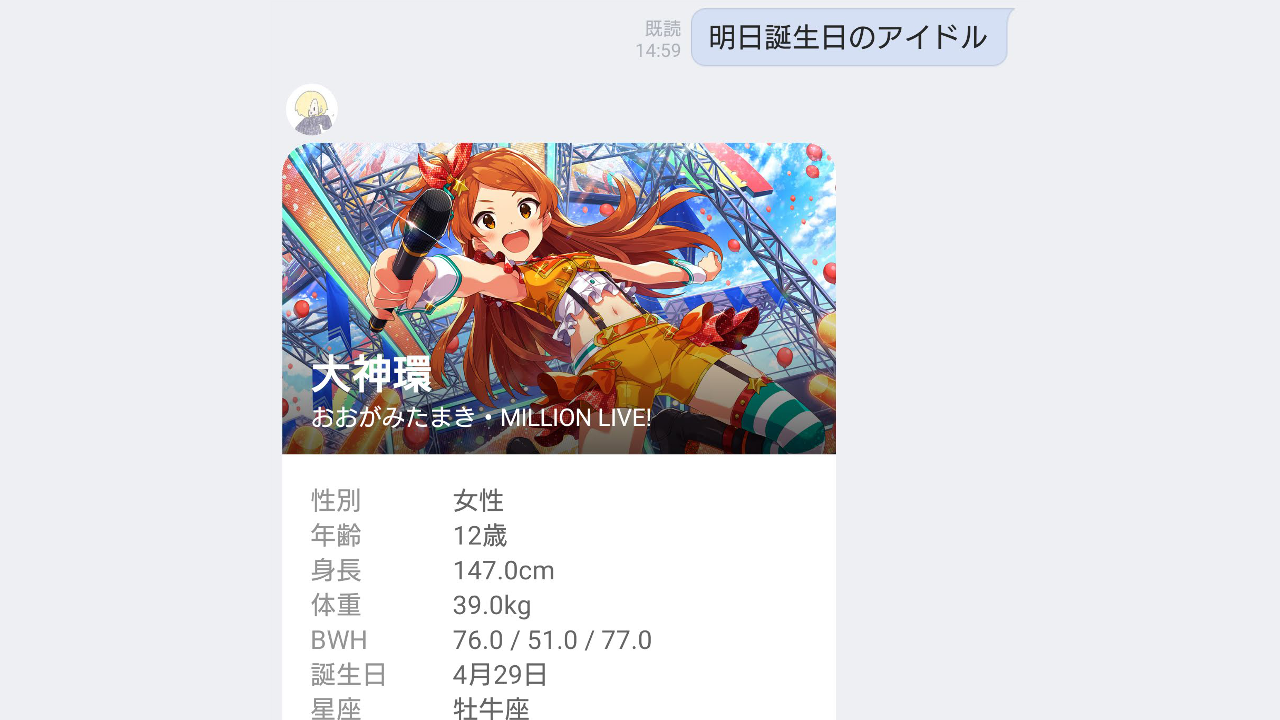 明日誕生日のアイドル
既読
14:59
大神環
おおがみたまき・MILLION LIVE!
性別 女性
年齢 12歳
身長 147.0cm
体重 39.0kg
BWH 76.0 / 51.0 / 77.0
誕生日 4月29日
星座 牡牛座